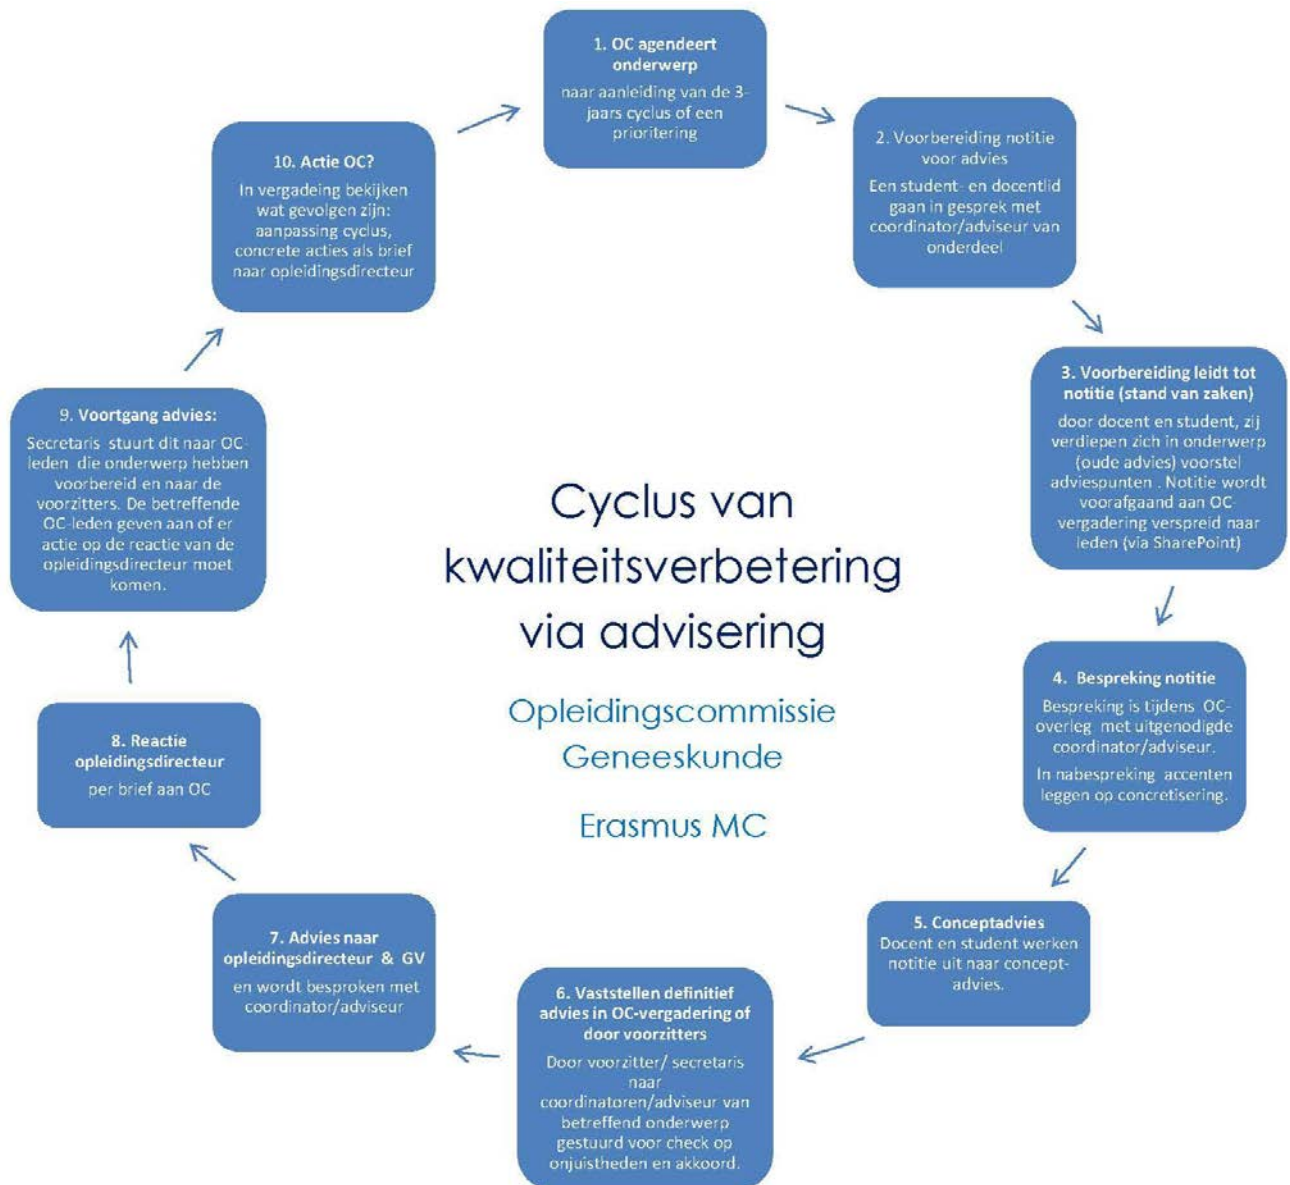 1. OC agendeert
onderwerp
naar aanleiding van de 3-
jaars cyclus of een
prioritering
2. Voorbereiding notitie
voor advies
Een student- en docentlid
gaan in gesprek met
coordinator/adviseur van
onderdeel
3. Voorbereiding leidt tot
notitie (stand van zaken)
door docent en student, zij
verdiepen zich in onderwerp
(oude advies) voorstel
adviespunten . Notitie wordt
voorafgaand aan OC-
vergadering verspreid naar
leden (via SharePoint)
4. Bespreking notitie
Bespreking is tijdens OC-
overleg met uitgenodigde
coordinator/adviseur.
In nabespreking accenten
leggen op concretisering.
5. Conceptadvies
Docent en student werken
notitie uit naar concept-
advies.
6. Vaststellen definitief
advies in OC-vergadering of
door voorzitters
Door voorzitter/ secretaris
naar
coordinatoren/adviseur van
betreffend onderwerp
gestuurd voor check op
onjuistheden en akkoord.
7. Advies naar
opleidingsdirecteur & GV
en wordt besproken met
coordinator/adviseur
8. Reactie
opleidingsdirecteur
per brief aan OC
9. Voortgang advies:
Secretaris stuurt dit naar OC-
leden die onderwerp hebben
voorbereid en naar de
voorzitters. De betreffende
OC-leden geven aan of er
actie op de reactie van de
opleidingsdirecteur moet
komen.
10. Actie OC?
In vergadeing bekijken
wat gevolgen zijn:
aanpassing cyclus,
concrete acties als brief
naar opleidingsdirecteur
Cyclus van
kwaliteitsverbetering
via advisering
Opleidingscommissie
Geneeskunde
Erasmus MC